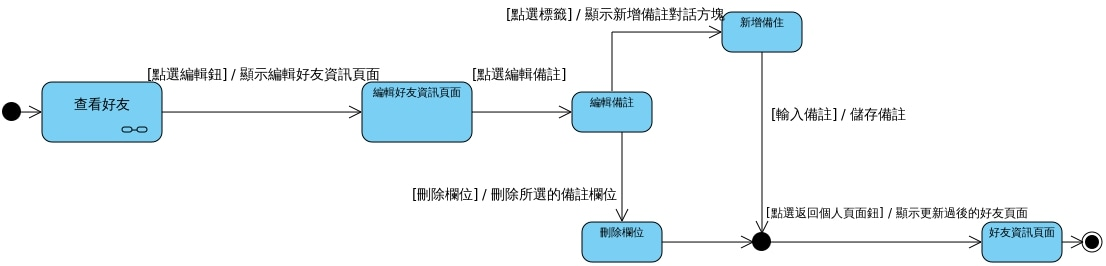 [點選標籤] / 顯示新增備註對話方塊
新增備住
[點選編輯鈕] / 顯示編輯好友資訊頁面
[點選編輯備註]
查看好友
編輯好友資訊頁面
編輯備註
[輸入備註] / 儲存備註
[刪除欄位] / 刪除所選的備註欄位
[點選返回個人頁面鈕] / 顯示更新過後的好友頁面
刪除欄位
好友資訊頁面